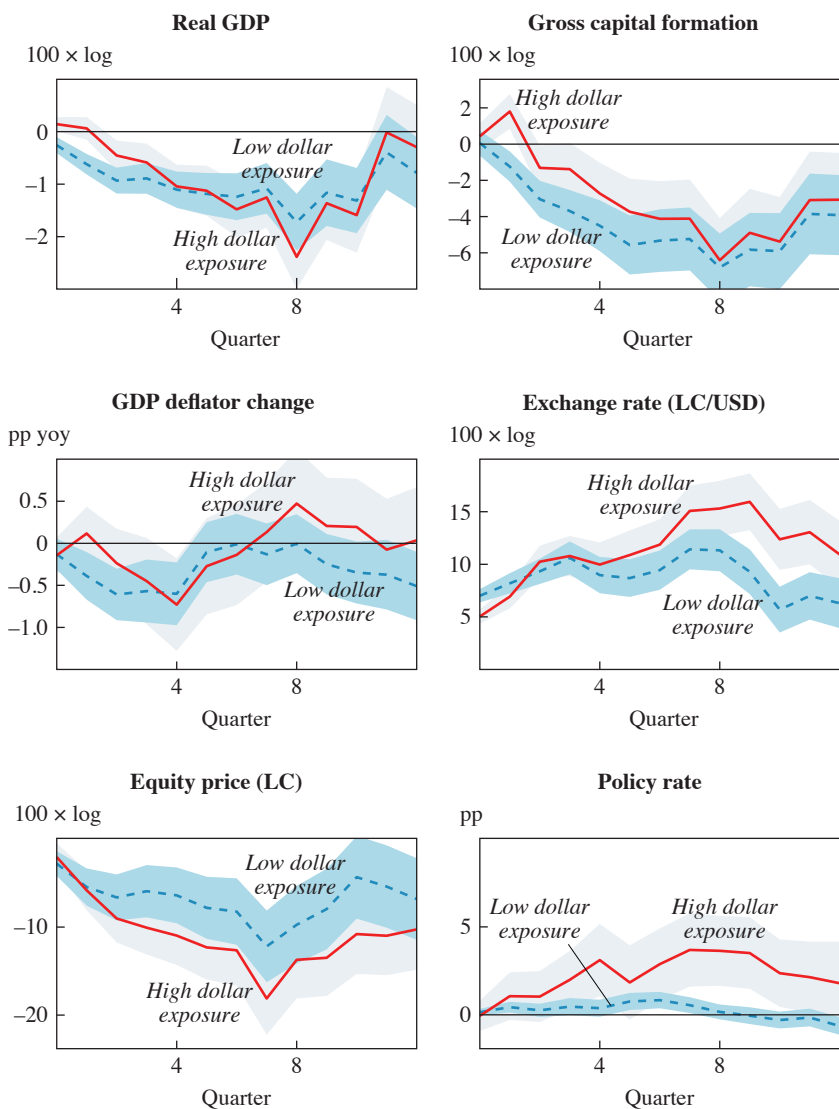 Real GDP
100 × log
0
−1
−2
Low dollar
exposure
High dollar
exposure
4
8
Quarter
Gross capital formation
100 × log
2
0
−2
−4
−6
High dollar
exposure
Low dollar
exposure
4
8
Quarter
GDP deflator change
pp yoy
0.5
0
−0.5
−1.0
High dollar
exposure
Low dollar
exposure
4
8
Quarter
Exchange rate (LC/USD)
100 × log
15
10
5
High dollar
exposure
Low dollar
exposure
4
8
Quarter
Equity price (LC)
100 × log
−10
−20
Low dollar
exposure
High dollar
exposure
4
8
Quarter
Policy rate
pp
5
0
Low dollar
exposure
High dollar
exposure
4
8
Quarter